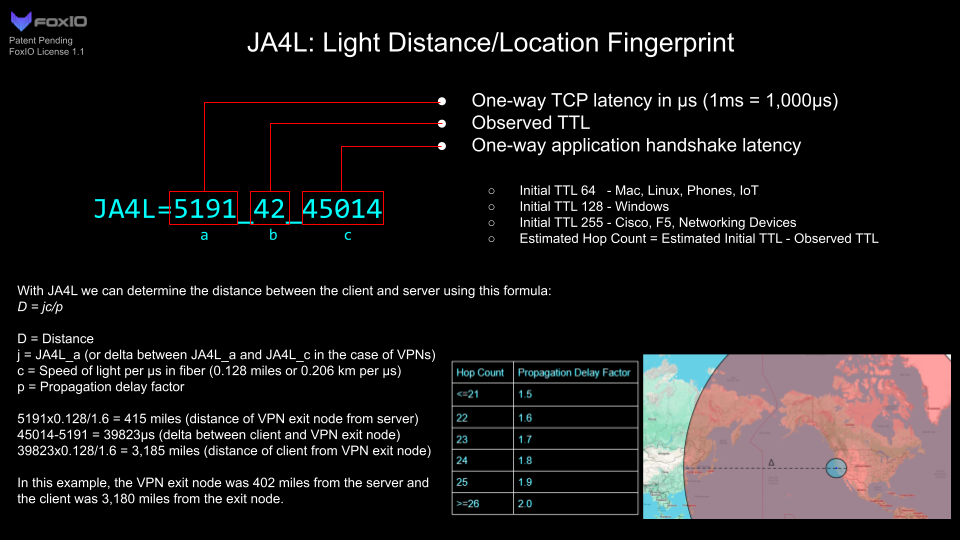 FOXIO
Patent Pending
FoxIO License 1.1
JA4L: Light Distance/Location Fingerprint
One-way TCP latency in µs (1ms = 1,000µs)
Observed TTL
One-way application handshake latency
JA4L=5191_42_45014
a b c
○ Initial TTL 64 - Mac, Linux, Phones, IoT
○ Initial TTL 128 - Windows
○ Initial TTL 255 - Cisco, F5, Networking Devices
○ Estimated Hop Count = Estimated Initial TTL - Observed TTL
With JA4L we can determine the distance between the client and server using this formula:
D = jc/p
D = Distance
j = JA4L_a (or delta between JA4L_a and JA4L_c in the case of VPNs)
c = Speed of light per µs in fiber (0.128 miles or 0.206 km per µs)
p = Propagation delay factor
5191x0.128/1.6 = 415 miles (distance of VPN exit node from server)
45014-5191 = 39823µs (delta between client and VPN exit node)
39823x0.128/1.6 = 3,185 miles (distance of client from VPN exit node)
In this example, the VPN exit node was 402 miles from the server and
the client was 3,180 miles from the exit node.
Hop Count Propagation Delay Factor
<=21 1.5
22 1.6
23 1.7
24 1.8
25 1.9
>=26 2.0